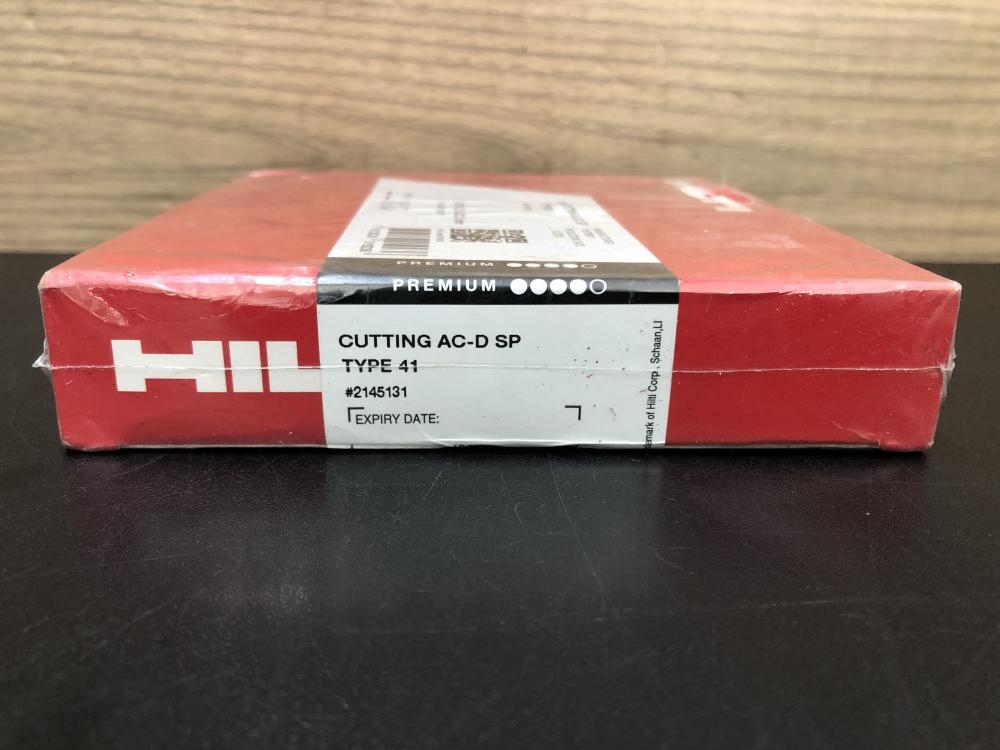 PREMIUM
PREMIUM
HIL
CUTTING AC-D SP
TYPE 41
#2145131
EXPIRY DATE:
emark of Hilti Corp., Schaan,LI